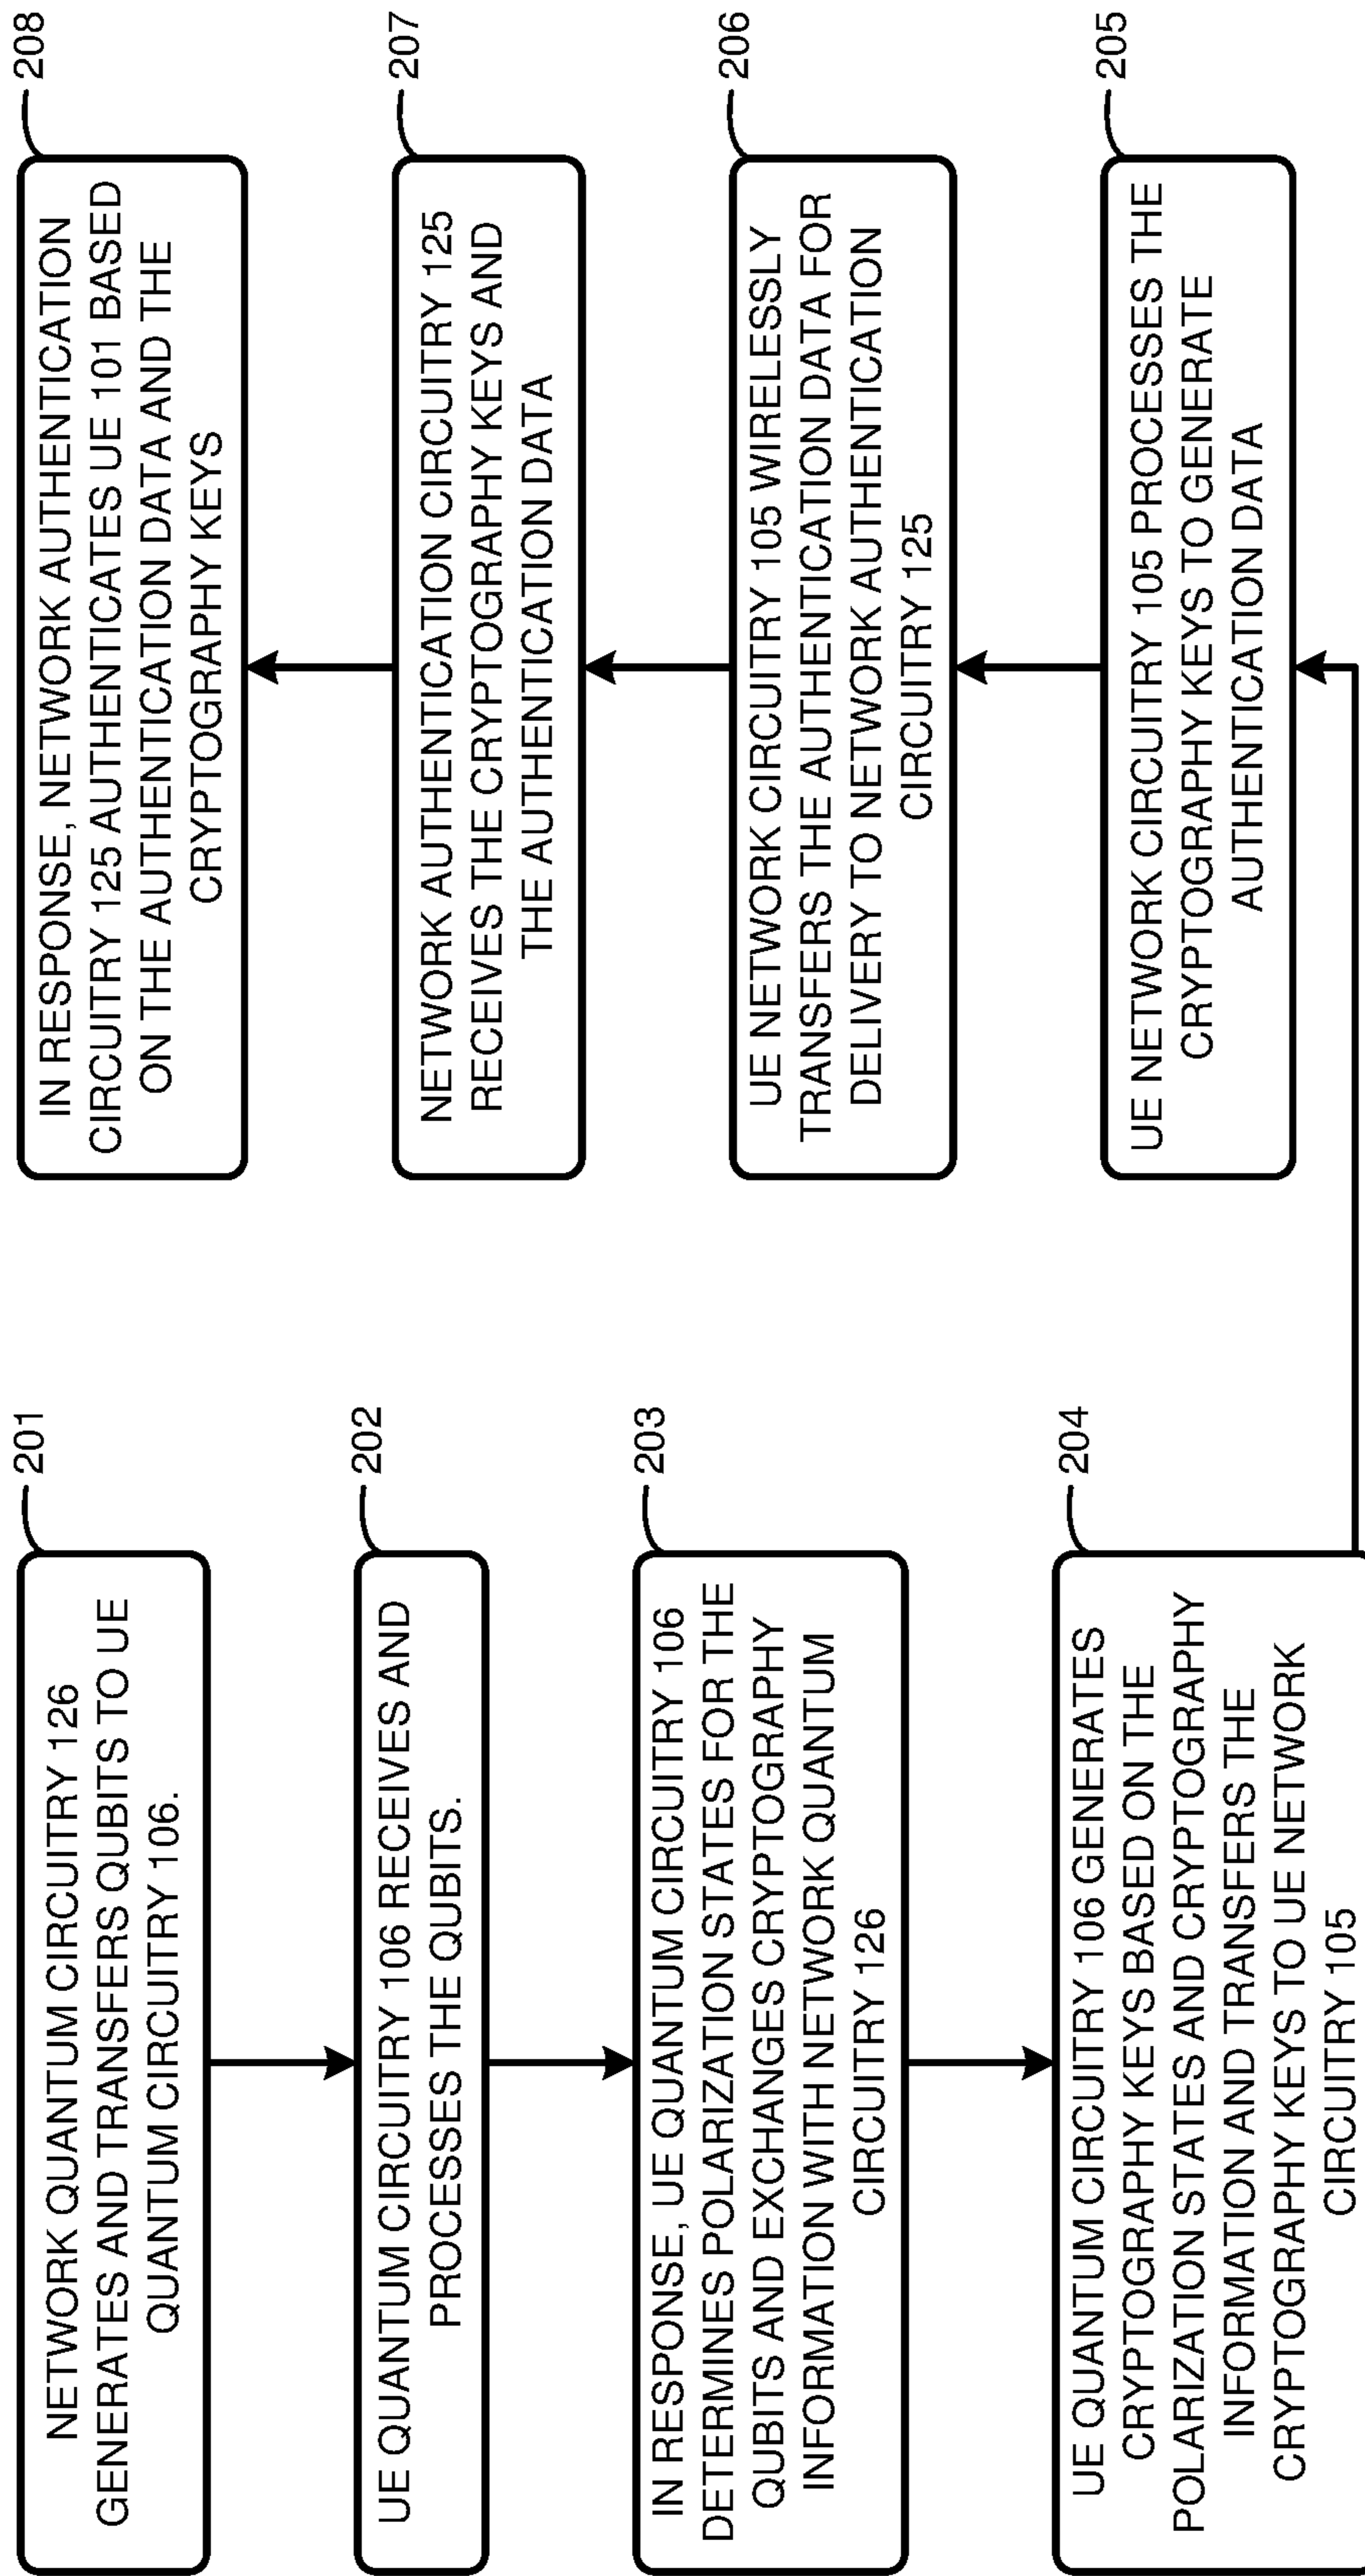 201
NETWORK QUANTUM CIRCUITRY 126
GENERATES AND TRANSFERS QUBITS TO UE
QUANTUM CIRCUITRY 106.
202
UE QUANTUM CIRCUITRY 106 RECEIVES AND
PROCESSES THE QUBITS.
203
IN RESPONSE, UE QUANTUM CIRCUITRY 106
DETERMINES POLARIZATION STATES FOR THE
QUBITS AND EXCHANGES CRYPTOGRAPHY
INFORMATION WITH NETWORK QUANTUM
CIRCUITRY 126
204
UE QUANTUM CIRCUITRY 106 GENERATES
CRYPTOGRAPHY KEYS BASED ON THE
POLARIZATION STATES AND CRYPTOGRAPHY
INFORMATION AND TRANSFERS THE
CRYPTOGRAPHY KEYS TO UE NETWORK
CIRCUITRY 105
205
UE NETWORK CIRCUITRY 105 PROCESSES THE
CRYPTOGRAPHY KEYS TO GENERATE
AUTHENTICATION DATA
206
UE NETWORK CIRCUITRY 105 WIRELESSLY
TRANSFERS THE AUTHENTICATION DATA FOR
DELIVERY TO NETWORK AUTHENTICATION
CIRCUITRY 125
207
NETWORK AUTHENTICATION CIRCUITRY 125
RECEIVES THE CRYPTOGRAPHY KEYS AND
THE AUTHENTICATION DATA
208
IN RESPONSE, NETWORK AUTHENTICATION
CIRCUITRY 125 AUTHENTICATES UE 101 BASED
ON THE AUTHENTICATION DATA AND THE
CRYPTOGRAPHY KEYS